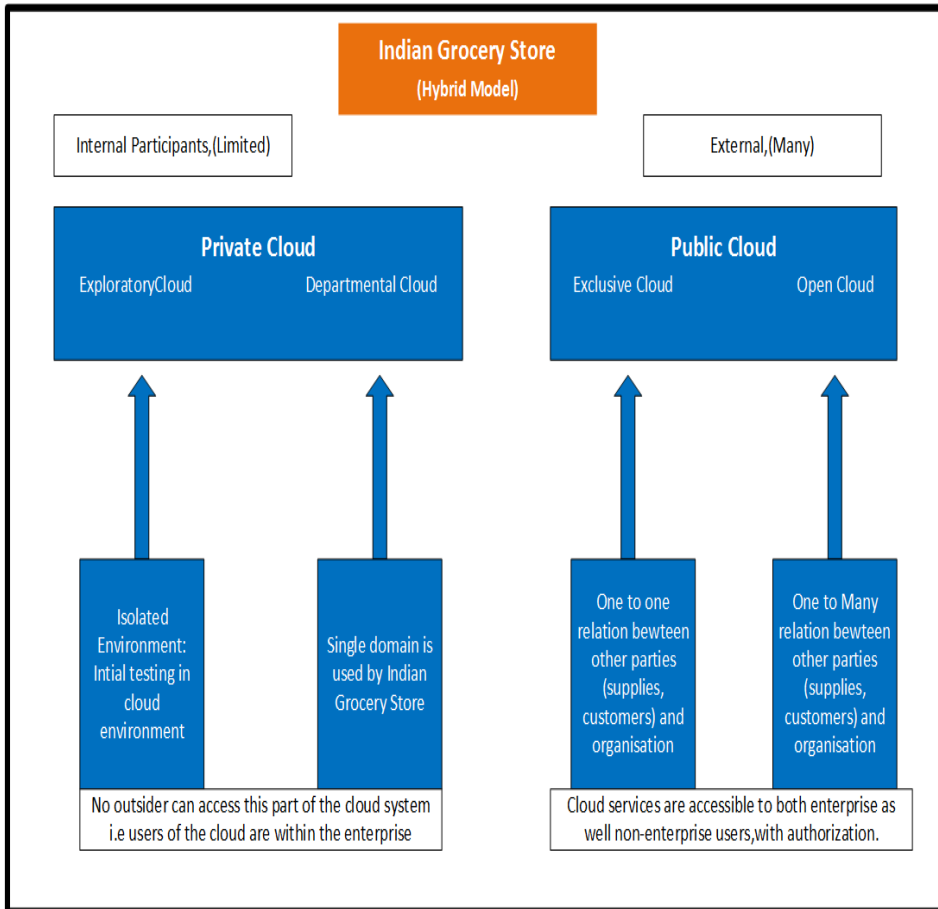 Indian Grocery Store
(Hybrid Model)
Internal Participants,(Limited)
External,(Many)
Private Cloud
ExploratoryCloud
Departmental Cloud
Public Cloud
Exclusive Cloud
Open Cloud
Isolated
Environment:
Intial testing in
cloud
environment
Single domain is
used by Indian
Grocery Store
One to one
relation bewteen
other parties
(supplies,
customers) and
organisation
One to Many
relation bewteen
other parties
(supplies,
customers) and
organisation
No outsider can access this part of the cloud system
i.e users of the cloud are within the enterprise
Cloud services are accessible to both enterprise as
well non-enterprise users,with authorization.